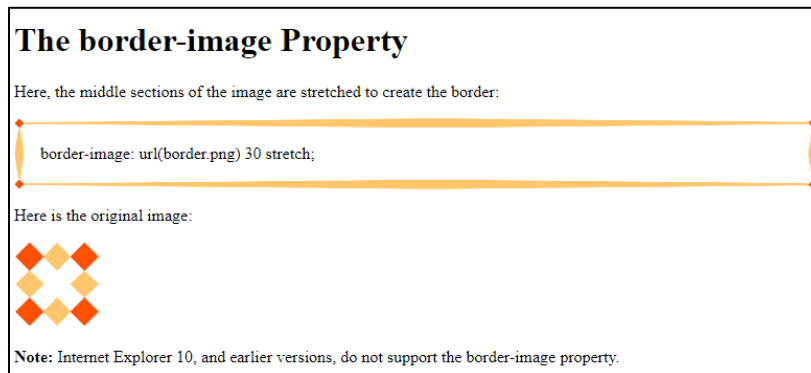 The border-image Property
Here, the middle sections of the image are stretched to create the border:
border-image: url(border.png) 30 stretch;
Here is the original image:
Note: Internet Explorer 10, and earlier versions, do not support the border-image property.